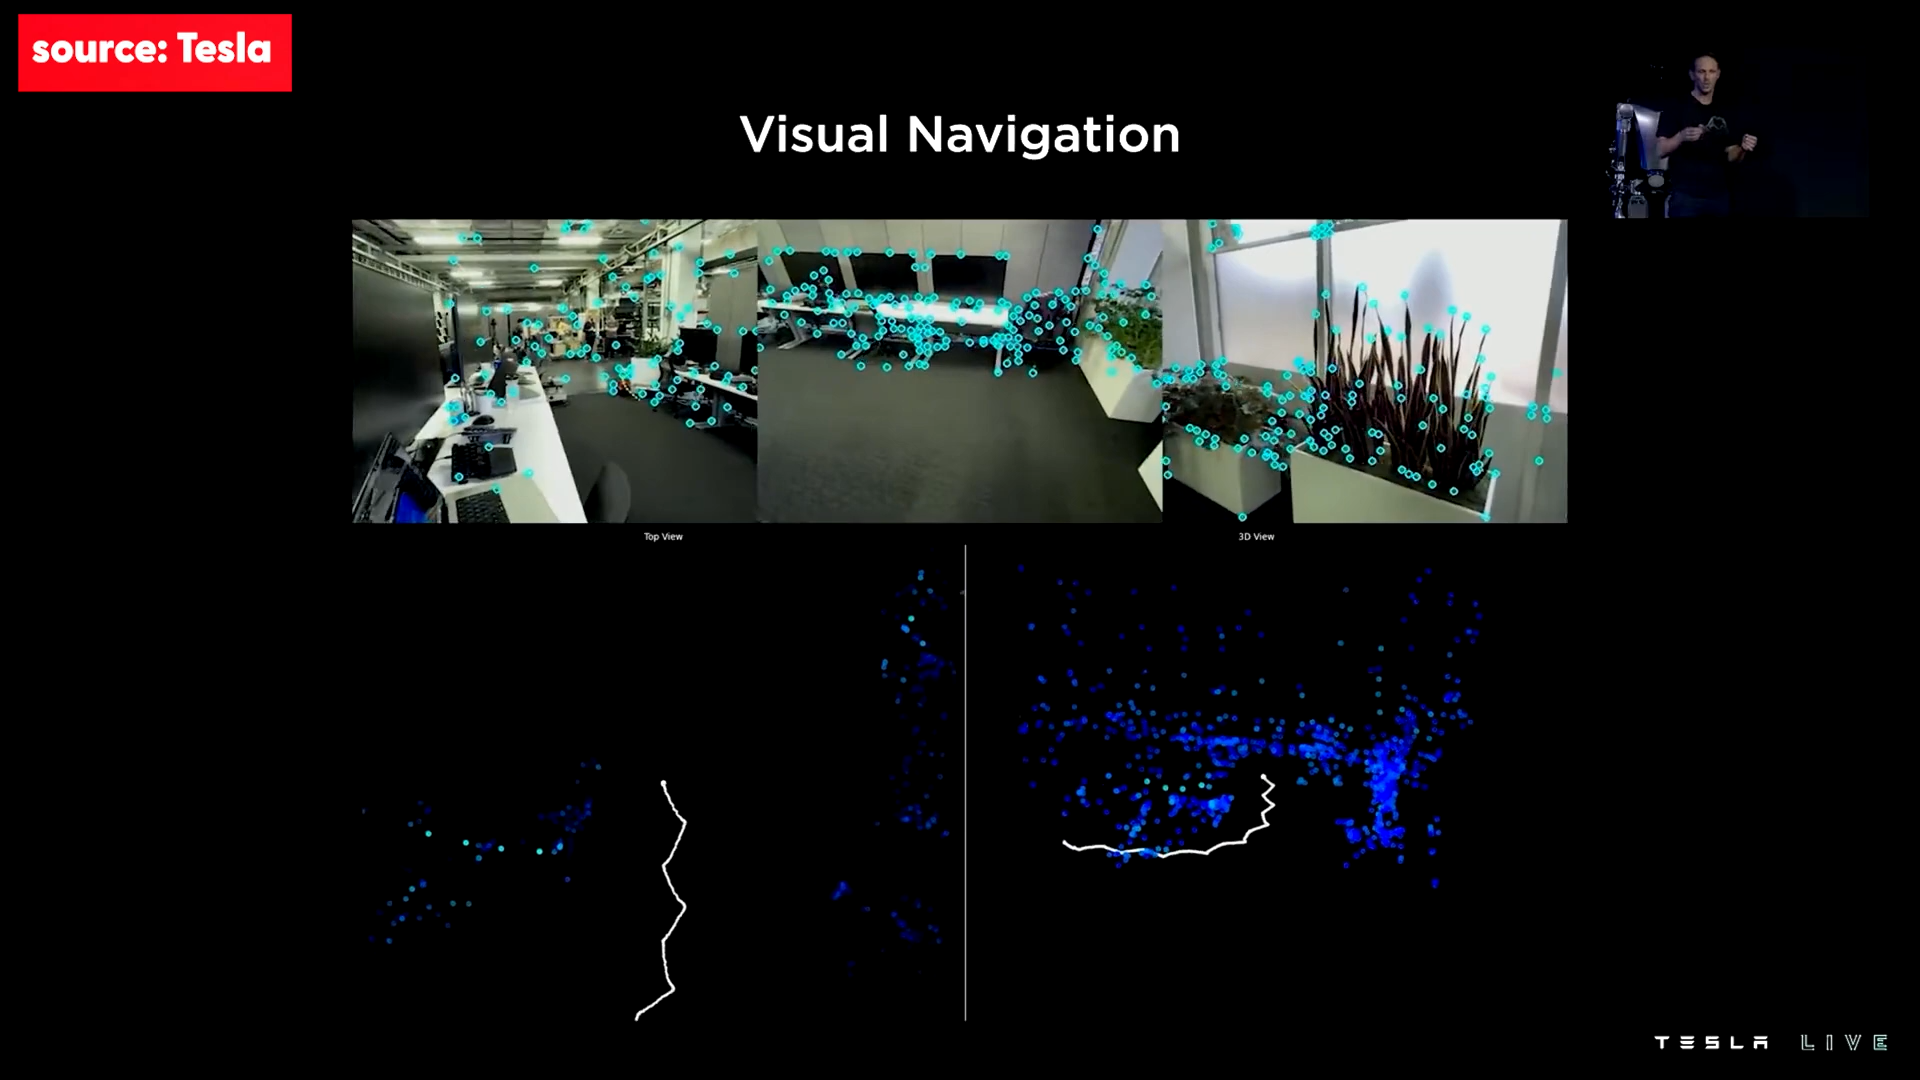 source: Tesla
Visual Navigation
Top View
3D View
TESLA LIVE